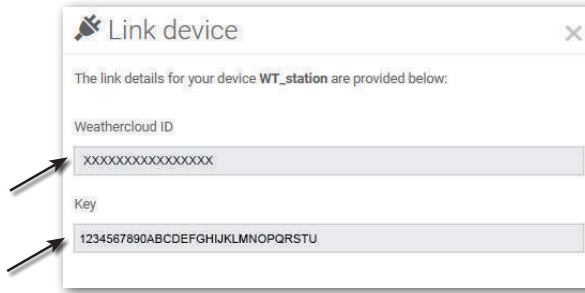 Link device
The link details for your device WT_station are provided below:
Weathercloud ID
XXXXXXXXXXXXXXXX
Key
1234567890ABCDEFGHIJKLMNOPQRSTU